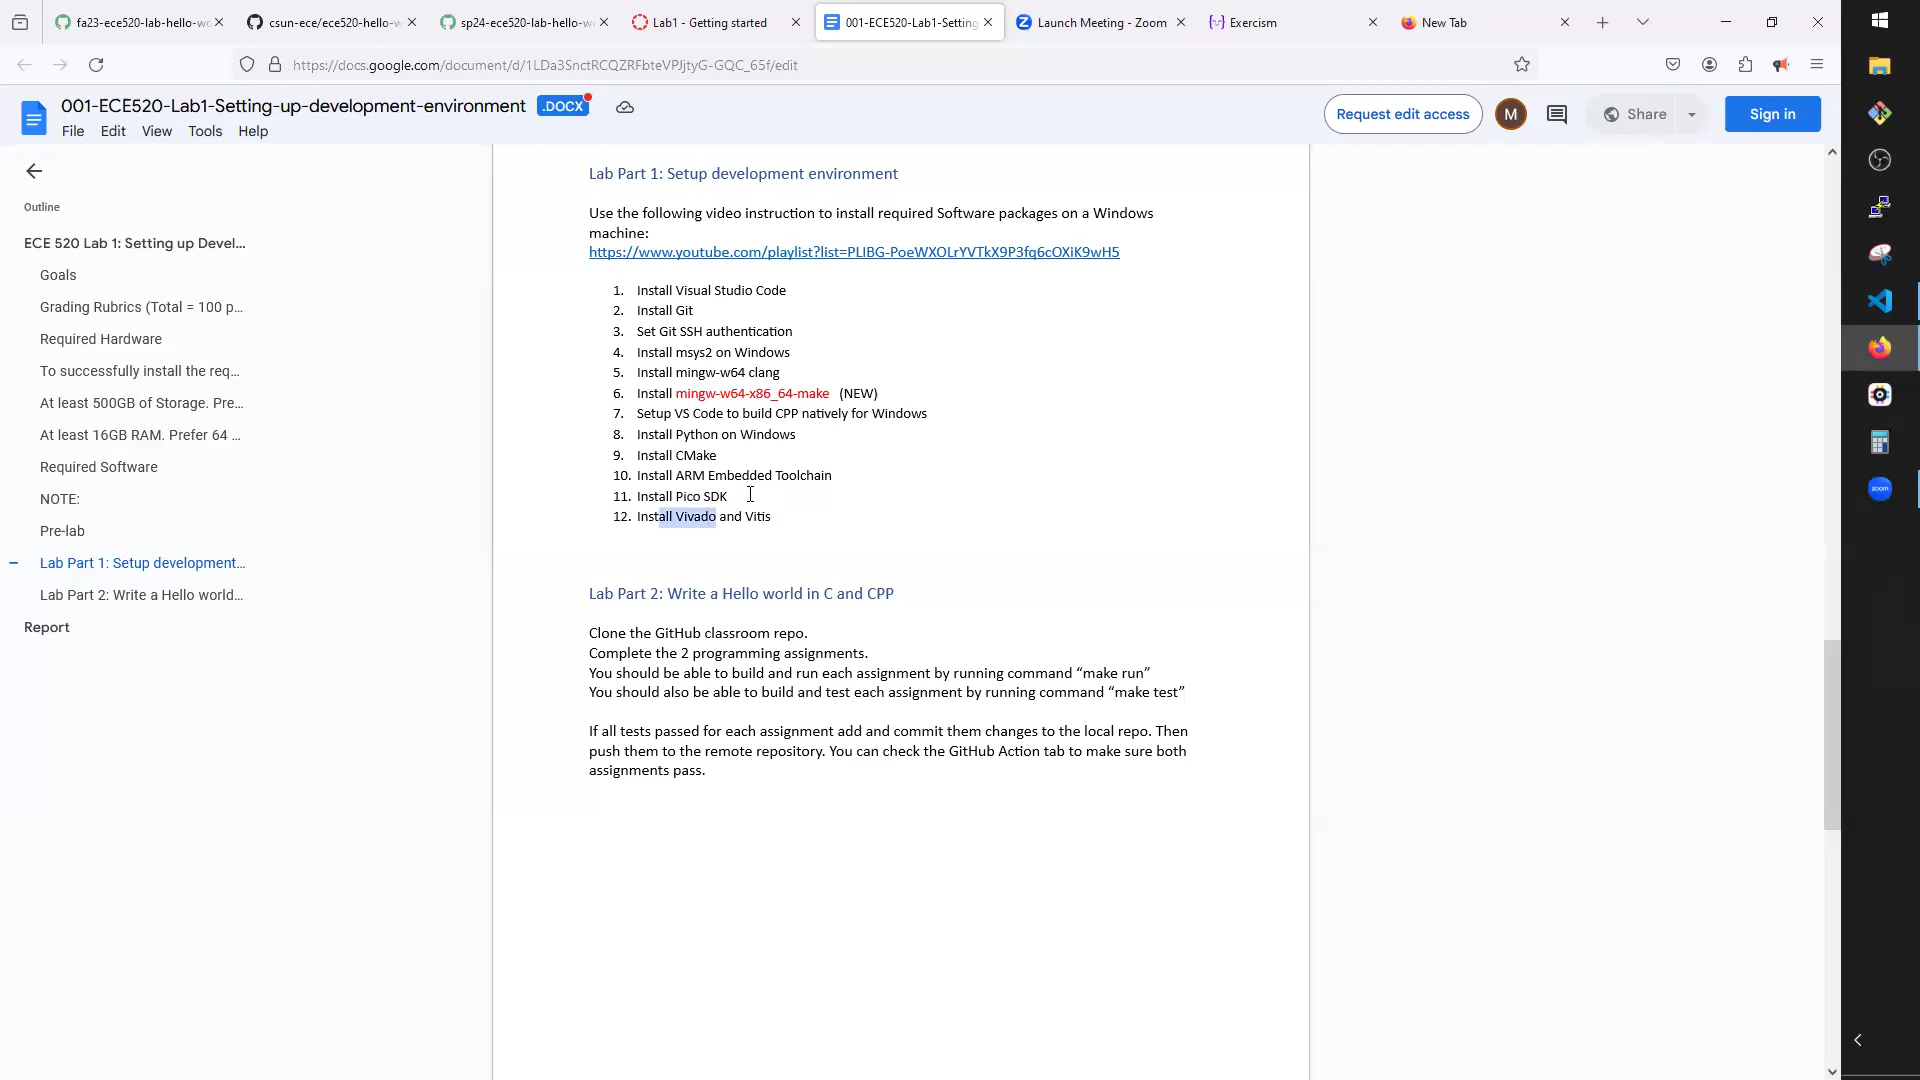 fa23-ece520-lab-hello-w
csun-ece/ece520-hello-w
sp24-ece520-lab-hello-w
Lab1 - Getting started
001-ECE520-Lab1-Setting
Launch Meeting - Zoom
Exercism
New Tab
https://docs.google.com/document/d/1LDa3SnctRCQZRFbteVPJjtyG-GQC_65f/edit
001-ECE520-Lab1-Setting-up-development-environment
.DOCX
Request edit access
M
Share
Sign in
File Edit View Tools Help
Outline
ECE 520 Lab 1: Setting up Devel...
Goals
Grading Rubrics (Total = 100 p...
Required Hardware
To successfully install the req...
At least 500GB of Storage. Pre...
At least 16GB RAM. Prefer 64 ...
Required Software
NOTE:
Pre-lab
Lab Part 1: Setup development...
Lab Part 2: Write a Hello world...
Report
Lab Part 1: Setup development environment
Use the following video instruction to install required Software packages on a Windows
machine:
https://www.youtube.com/playlist?list=PLIBG-PoeWXOLrYVTkX9P3fq6cOXiK9wH5
1. Install Visual Studio Code
2. Install Git
3. Set Git SSH authentication
4. Install msys2 on Windows
5. Install mingw-w64 clang
6. Install mingw-w64-x86_64-make (NEW)
7. Setup VS Code to build CPP natively for Windows
8. Install Python on Windows
9. Install CMake
10. Install ARM Embedded Toolchain
11. Install Pico SDK
12. Install Vivado and Vitis
Lab Part 2: Write a Hello world in C and CPP
Clone the GitHub classroom repo.
Complete the 2 programming assignments.
You should be able to build and run each assignment by running command “make run”
You should also be able to build and test each assignment by running command “make test”
If all tests passed for each assignment add and commit them changes to the local repo. Then
push them to the remote repository. You can check the GitHub Action tab to make sure both
assignments pass.
zoom